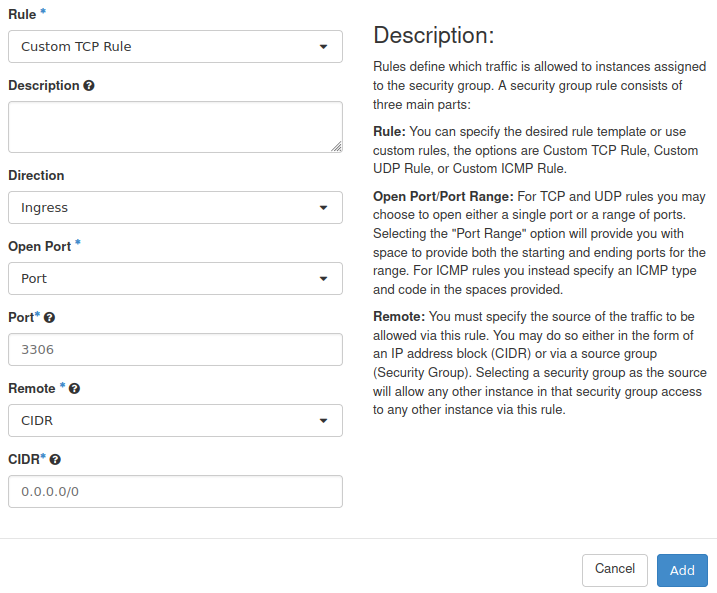 Rule *
Custom TCP Rule
Description
Direction
Ingress
Open Port *
Port
Port*
3306
Remote *
CIDR
CIDR*
0.0.0.0/0
Description:
Rules define which traffic is allowed to instances assigned
to the security group. A security group rule consists of
three main parts:
Rule: You can specify the desired rule template or use
custom rules, the options are Custom TCP Rule, Custom
UDP Rule, or Custom ICMP Rule.
Open Port/Port Range: For TCP and UDP rules you may
choose to open either a single port or a range of ports.
Selecting the "Port Range" option will provide you with
space to provide both the starting and ending ports for the
range. For ICMP rules you instead specify an ICMP type
and code in the spaces provided.
Remote: You must specify the source of the traffic to be
allowed via this rule. You may do so either in the form of
an IP address block (CIDR) or via a source group
(Security Group). Selecting a security group as the source
will allow any other instance in that security group access
to any other instance via this rule.
Cancel
Add